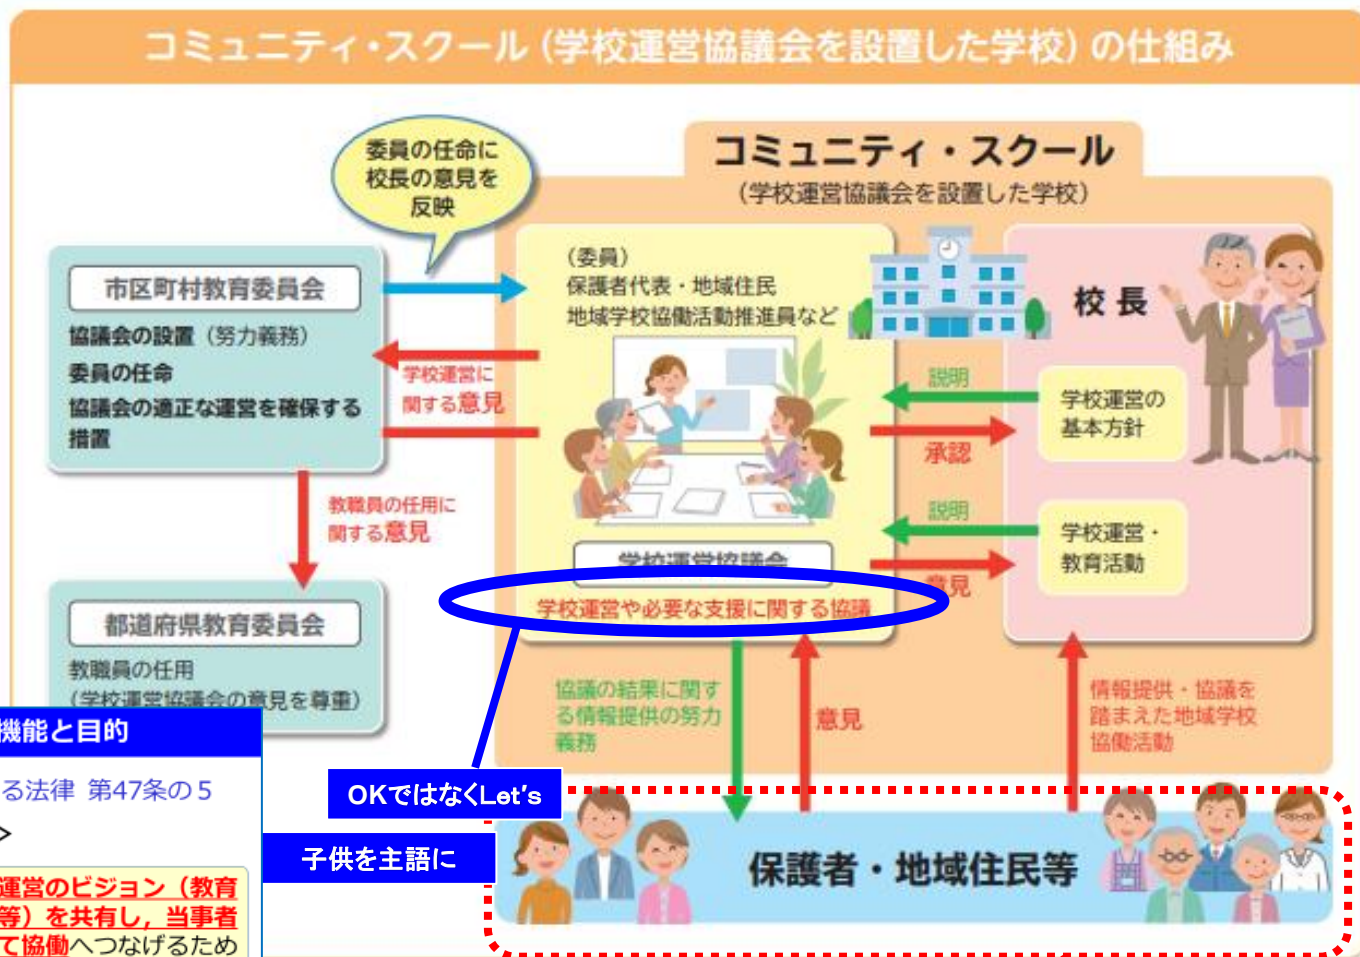 コミュニティ・スクール（学校運営協議会を設置した学校）の仕組み
委員の任命に
校長の意見を
反映
コミュニティ・スクール
（学校運営協議会を設置した学校）
市区町村教育委員会
協議会の設置（努力義務）
委員の任命
協議会の適正な運営を確保する
措置
学校運営に
関する意見
（委員）
保護者代表・地域住民
地域学校協働活動推進員など
校長
説明
学校運営の
基本方針
承認
説明
学校運営・
教育活動
意見
学校運営協議会
学校運営や必要な支援に関する協議
教職員の任用に
関する意見
都道府県教育委員会
教職員の任用
（学校運営協議会の意見を尊重）
協議の結果に関す
る情報提供の努力
義務
意見
情報提供・協議を
踏まえた地域学校
協働活動
機能と目的
る法律 第47条の５
>
運営のビジョン（教育
等）を共有し，当事者
て協働へつなげるため
OKではなくLet's
子供を主語に
保護者・地域住民等